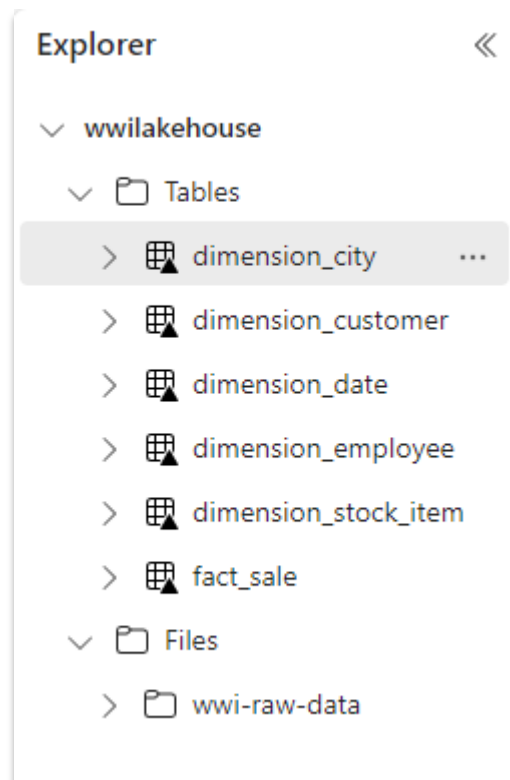 Explorer
wwilakehouse
Tables
dimension_city
dimension_customer
dimension_date
dimension_employee
dimension_stock_item
fact_sale
Files
wwi-raw-data